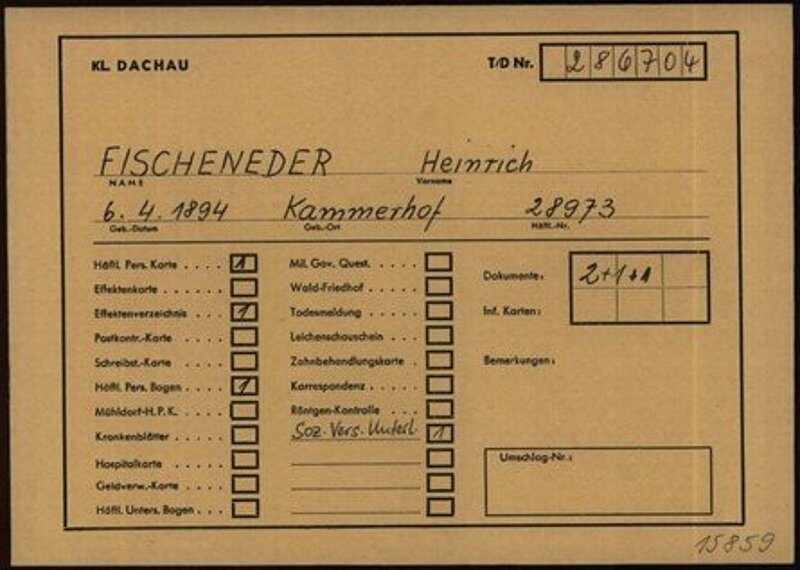 KL. DACHAU
T/D Nr. 286704
FISCHENEDER Heinrich
NAME Vorname
6. 4. 1894 Kammerhof 28973
Geb.-Datum Geb.-Ort Häftl.-Nr.
Häftl. Pers. Karte . . . . 1
Effektenkarte . . . . .
Effektenverzeichnis . . . 1
Postkontr.-Karte . . . .
Schreibst.-Karte . . . .
Häftl. Pers. Bogen . . . . 1
Mühldorf-H.P.K. . . . .
Krankenblätter . . . . .
Hospitalkarte . . . . .
Geldverw.-Karte . . . .
Häftl. Unters. Bogen . . .
Mil. Gov. Quest. . . . .
Wald-Friedhof . . . . .
Todesmeldung . . . . .
Leichenschauschein . . .
Zahnbehandlungskarte .
Korrespondenz . . . . .
Röntgen-Kontrolle . . .
Soz. Vers. Unterl. 1
Dokumente: 2+1+1
Inf. Karten:
Bemerkungen:
Umschlag-Nr.:
15859